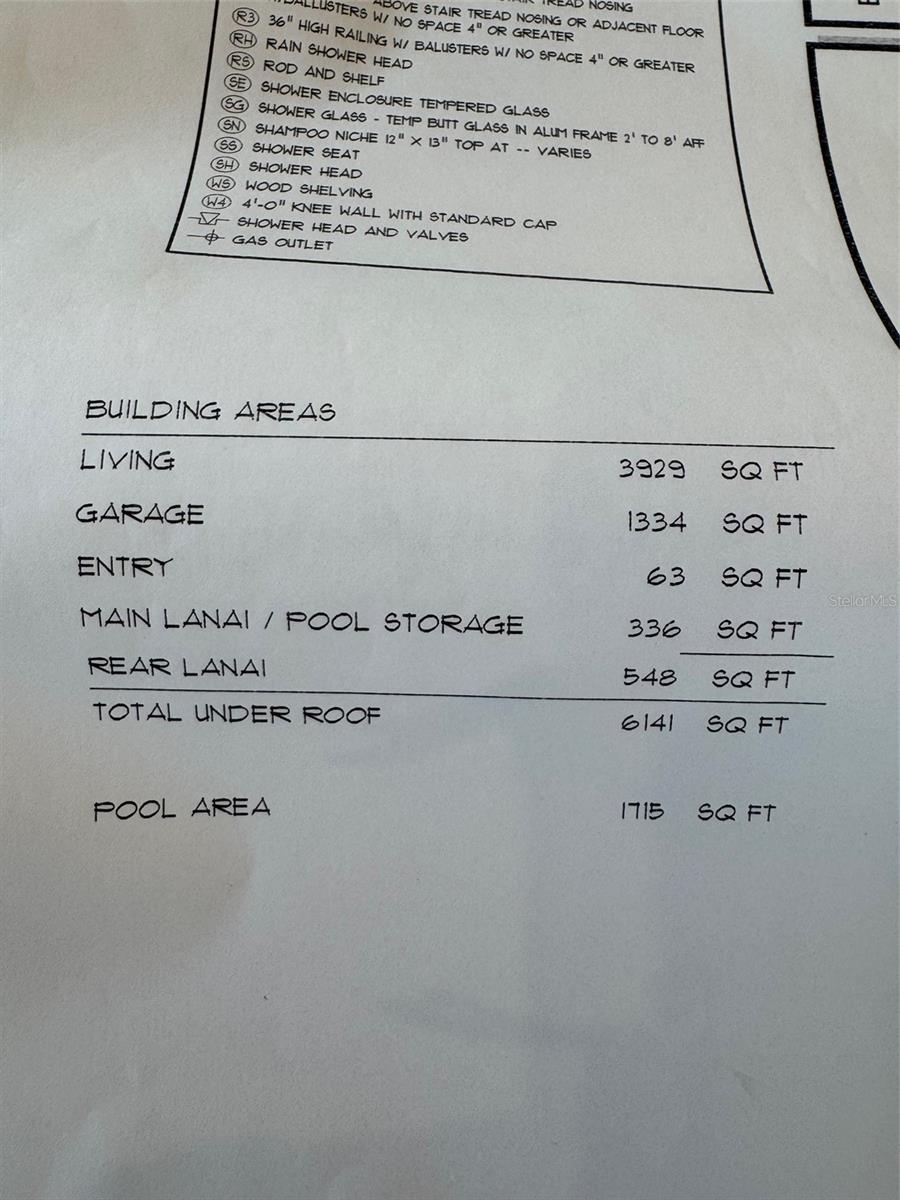 STAIR TREAD NOSING
ABOVE STAIR TREAD NOSING OR ADJACENT FLOOR
W/ NO SPACE 4" OR GREATER
R3 36" HIGH RAILING W/ BALUSTERS W/ NO SPACE 4" OR GREATER
RH RAIN SHOWER HEAD
RS ROD AND SHELF
SE SHOWER ENCLOSURE TEMPERED GLASS
SG SHOWER GLASS - TEMP BUTT GLASS IN ALUM FRAME 2' TO 8' AFF
SN SHAMPOO NICHE 12" X 13" TOP AT -- VARIES
SS SHOWER SEAT
SH SHOWER HEAD
WS WOOD SHELVING
W4 4'-0" KNEE WALL WITH STANDARD CAP
SHOWER HEAD AND VALVES
GAS OUTLET
BUILDING AREAS
LIVING 3929 SQ FT
GARAGE 1334 SQ FT
ENTRY 63 SQ FT
MAIN LANAI / POOL STORAGE 336 SQ FT
REAR LANAI 548 SQ FT
TOTAL UNDER ROOF 6141 SQ FT
POOL AREA 1715 SQ FT
StellarMLS